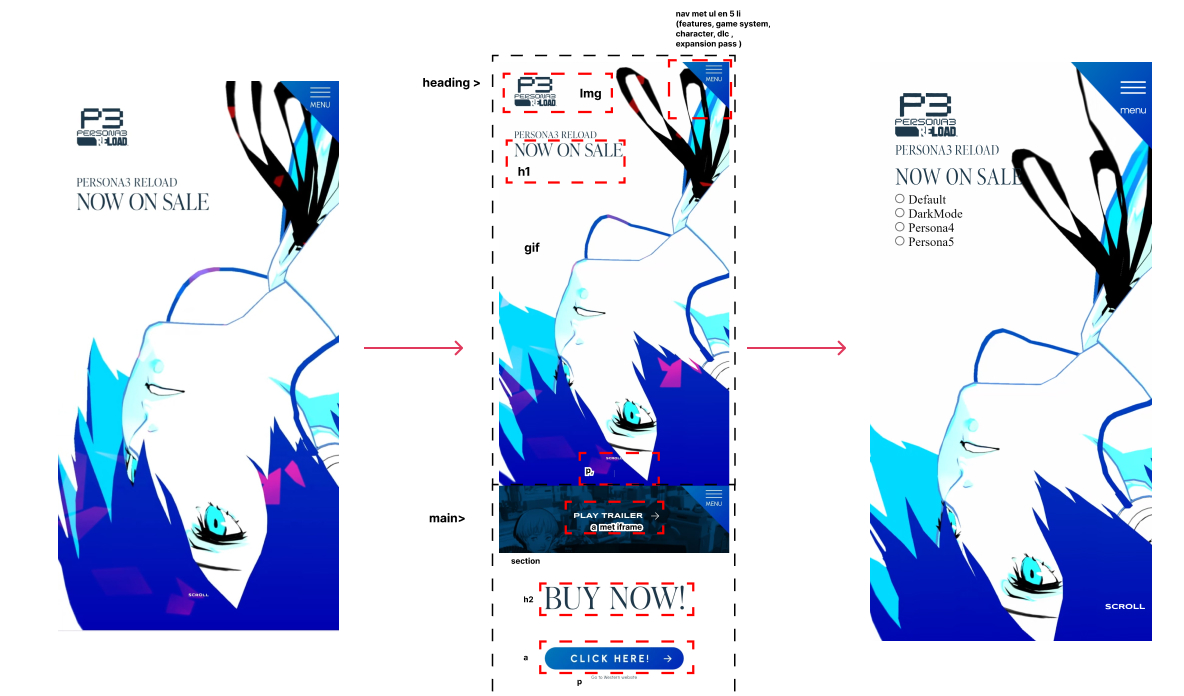 P3
PERSONA3
RELOAD
MENU
PERSONA3 RELOAD
NOW ON SALE
SCROLL
nav met ul en 5 li
(features, game system,
character, dlc ,
expansion pass )
heading >
P3
PERSONA3
RELOAD
Img
MENU
PERSONA3 RELOAD
NOW ON SALE
h1
gif
SCROLL
p,
main>
MENU
PLAY TRAILER
a met iframe
section
h2
BUY NOW!
a
CLICK HERE!
Go to Western website
p
P3
PERSONA3
RELOAD
menu
PERSONA3 RELOAD
NOW ON SALE
Default
DarkMode
Persona4
Persona5
SCROLL